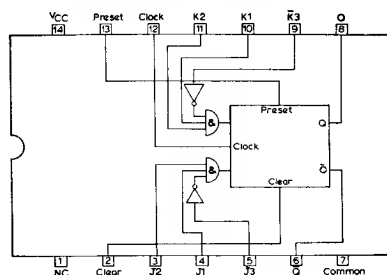 VCC Preset Clock K2 K1 K̅3 Q
14 13 12 11 10 9 8
& Preset
Q
Clock
& Q̅
Clear
1 2 3 4 5 6 7
NC Clear J2 J1 J3 Q Common